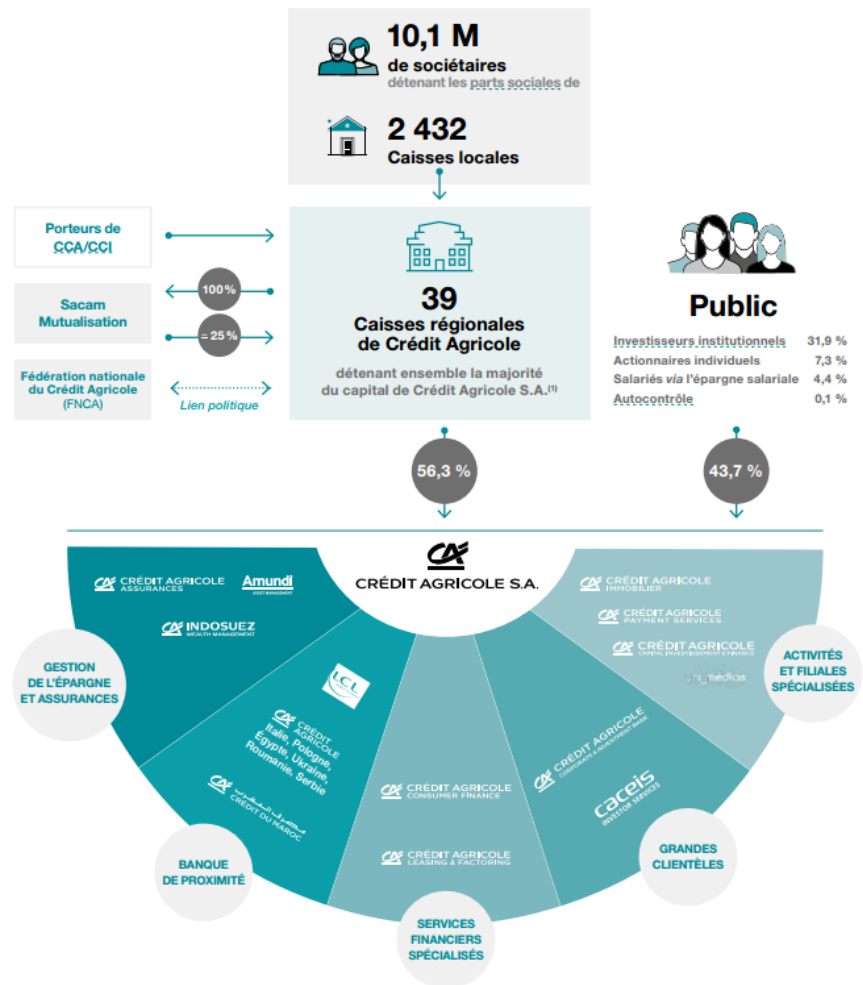 10,1 M
de sociétaires
détenant les parts sociales de
2 432
Caisses locales
Porteurs de
CCA/CCI
100 %
Sacam
Mutualisation
= 25 %
Fédération nationale
du Crédit Agricole
(FNCA)
Lien politique
39
Caisses régionales
de Crédit Agricole
détenant ensemble la majorité
du capital de Crédit Agricole S.A.(1)
Public
Investisseurs institutionnels 31,9 %
Actionnaires individuels 7,3 %
Salariés via l'épargne salariale 4,4 %
Autocontrôle 0,1 %
56,3 %
43,7 %
CRÉDIT AGRICOLE S.A.
CRÉDIT AGRICOLE
ASSURANCES
Amundi
ASSET MANAGEMENT
INDOSUEZ
WEALTH MANAGEMENT
GESTION
DE L'ÉPARGNE
ET ASSURANCES
LCL
CRÉDIT
AGRICOLE
Italie, Pologne,
Égypte, Ukraine,
Roumanie, Serbie
مصرف المغرب
CRÉDIT DU MAROC
BANQUE
DE PROXIMITÉ
CRÉDIT AGRICOLE
CONSUMER FINANCE
CRÉDIT AGRICOLE
LEASING & FACTORING
SERVICES
FINANCIERS
SPÉCIALISÉS
CRÉDIT AGRICOLE
CORPORATE & INVESTMENT BANK
caceis
INVESTOR SERVICES
GRANDES
CLIENTÈLES
CRÉDIT AGRICOLE
IMMOBILIER
CRÉDIT AGRICOLE
PAYMENT SERVICES
CRÉDIT AGRICOLE
CAPITAL INVESTISSEMENT & FINANCE
ACTIVITÉS
ET FILIALES
SPÉCIALISÉES